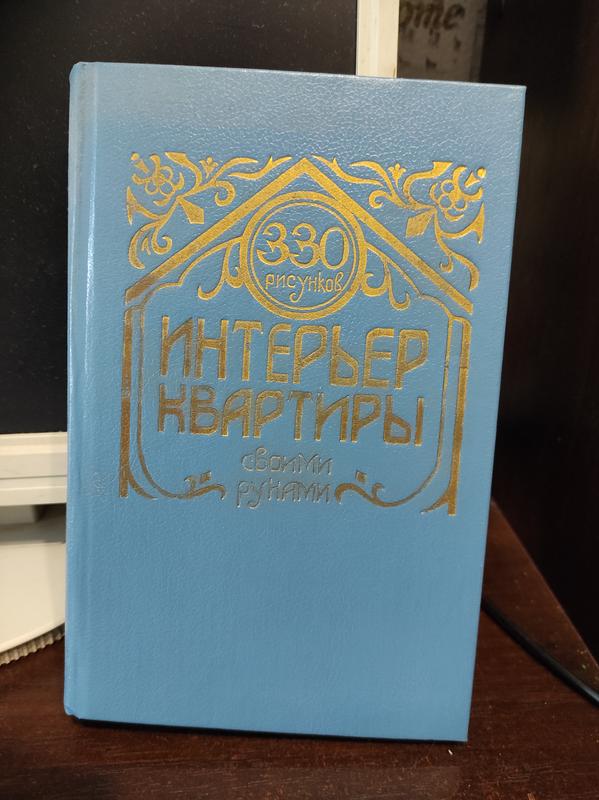 330
рисунков
ИНТЕРЬЕР
КВАРТИРЫ
своими
руками